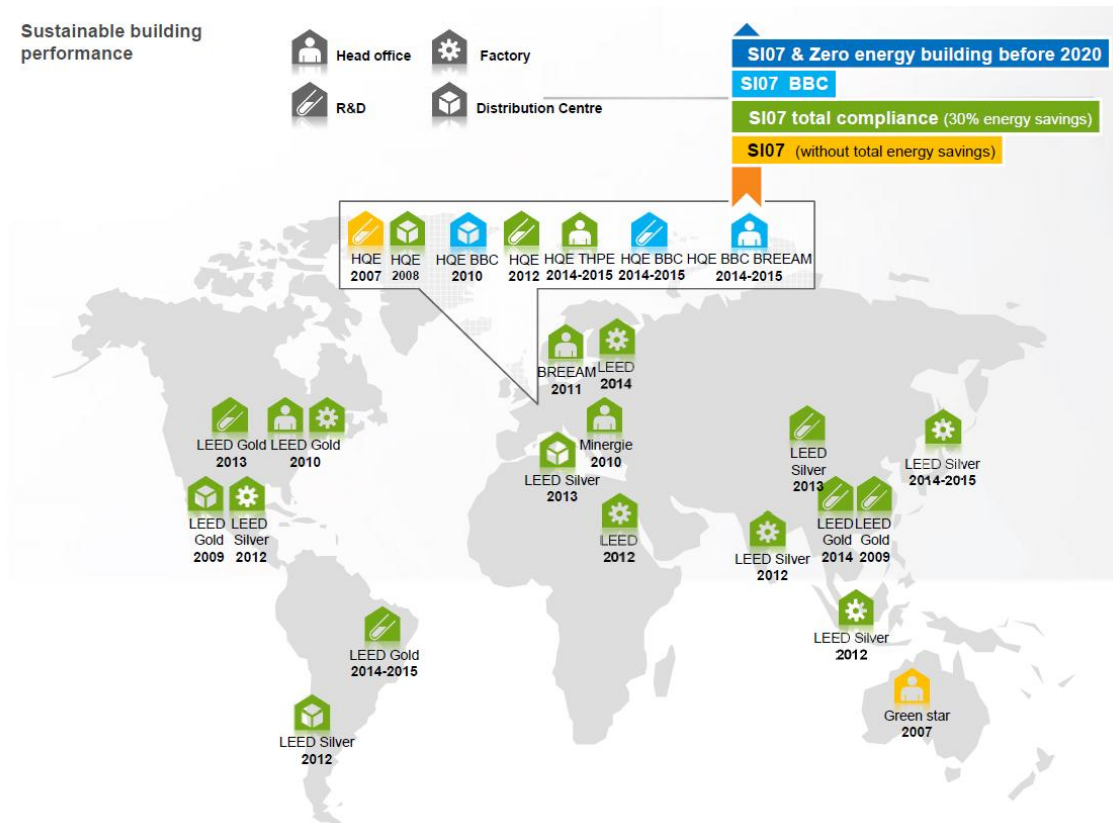 Sustainable building
performance
Head office
Factory
R&D
Distribution Centre
SI07 & Zero energy building before 2020
SI07 BBC
SI07 total compliance (30% energy savings)
SI07 (without total energy savings)
HQE
2007
HQE
2008
HQE BBC
2010
HQE
2012
HQE THPE
2014-2015
HQE BBC
2014-2015
HQE BBC BREEAM
2014-2015
BREEAM
2011
LEED
2014
LEED Gold
2013
LEED Gold
2010
Minergie
2010
LEED Silver
2013
LEED
Silver
2013
LEED Silver
2014-2015
LEED
Gold
2009
LEED
Silver
2012
LEED
2012
LEED Silver
2012
LEED
Gold
2014
LEED
Gold
2009
LEED Silver
2012
LEED Gold
2014-2015
Green star
2007
LEED Silver
2012